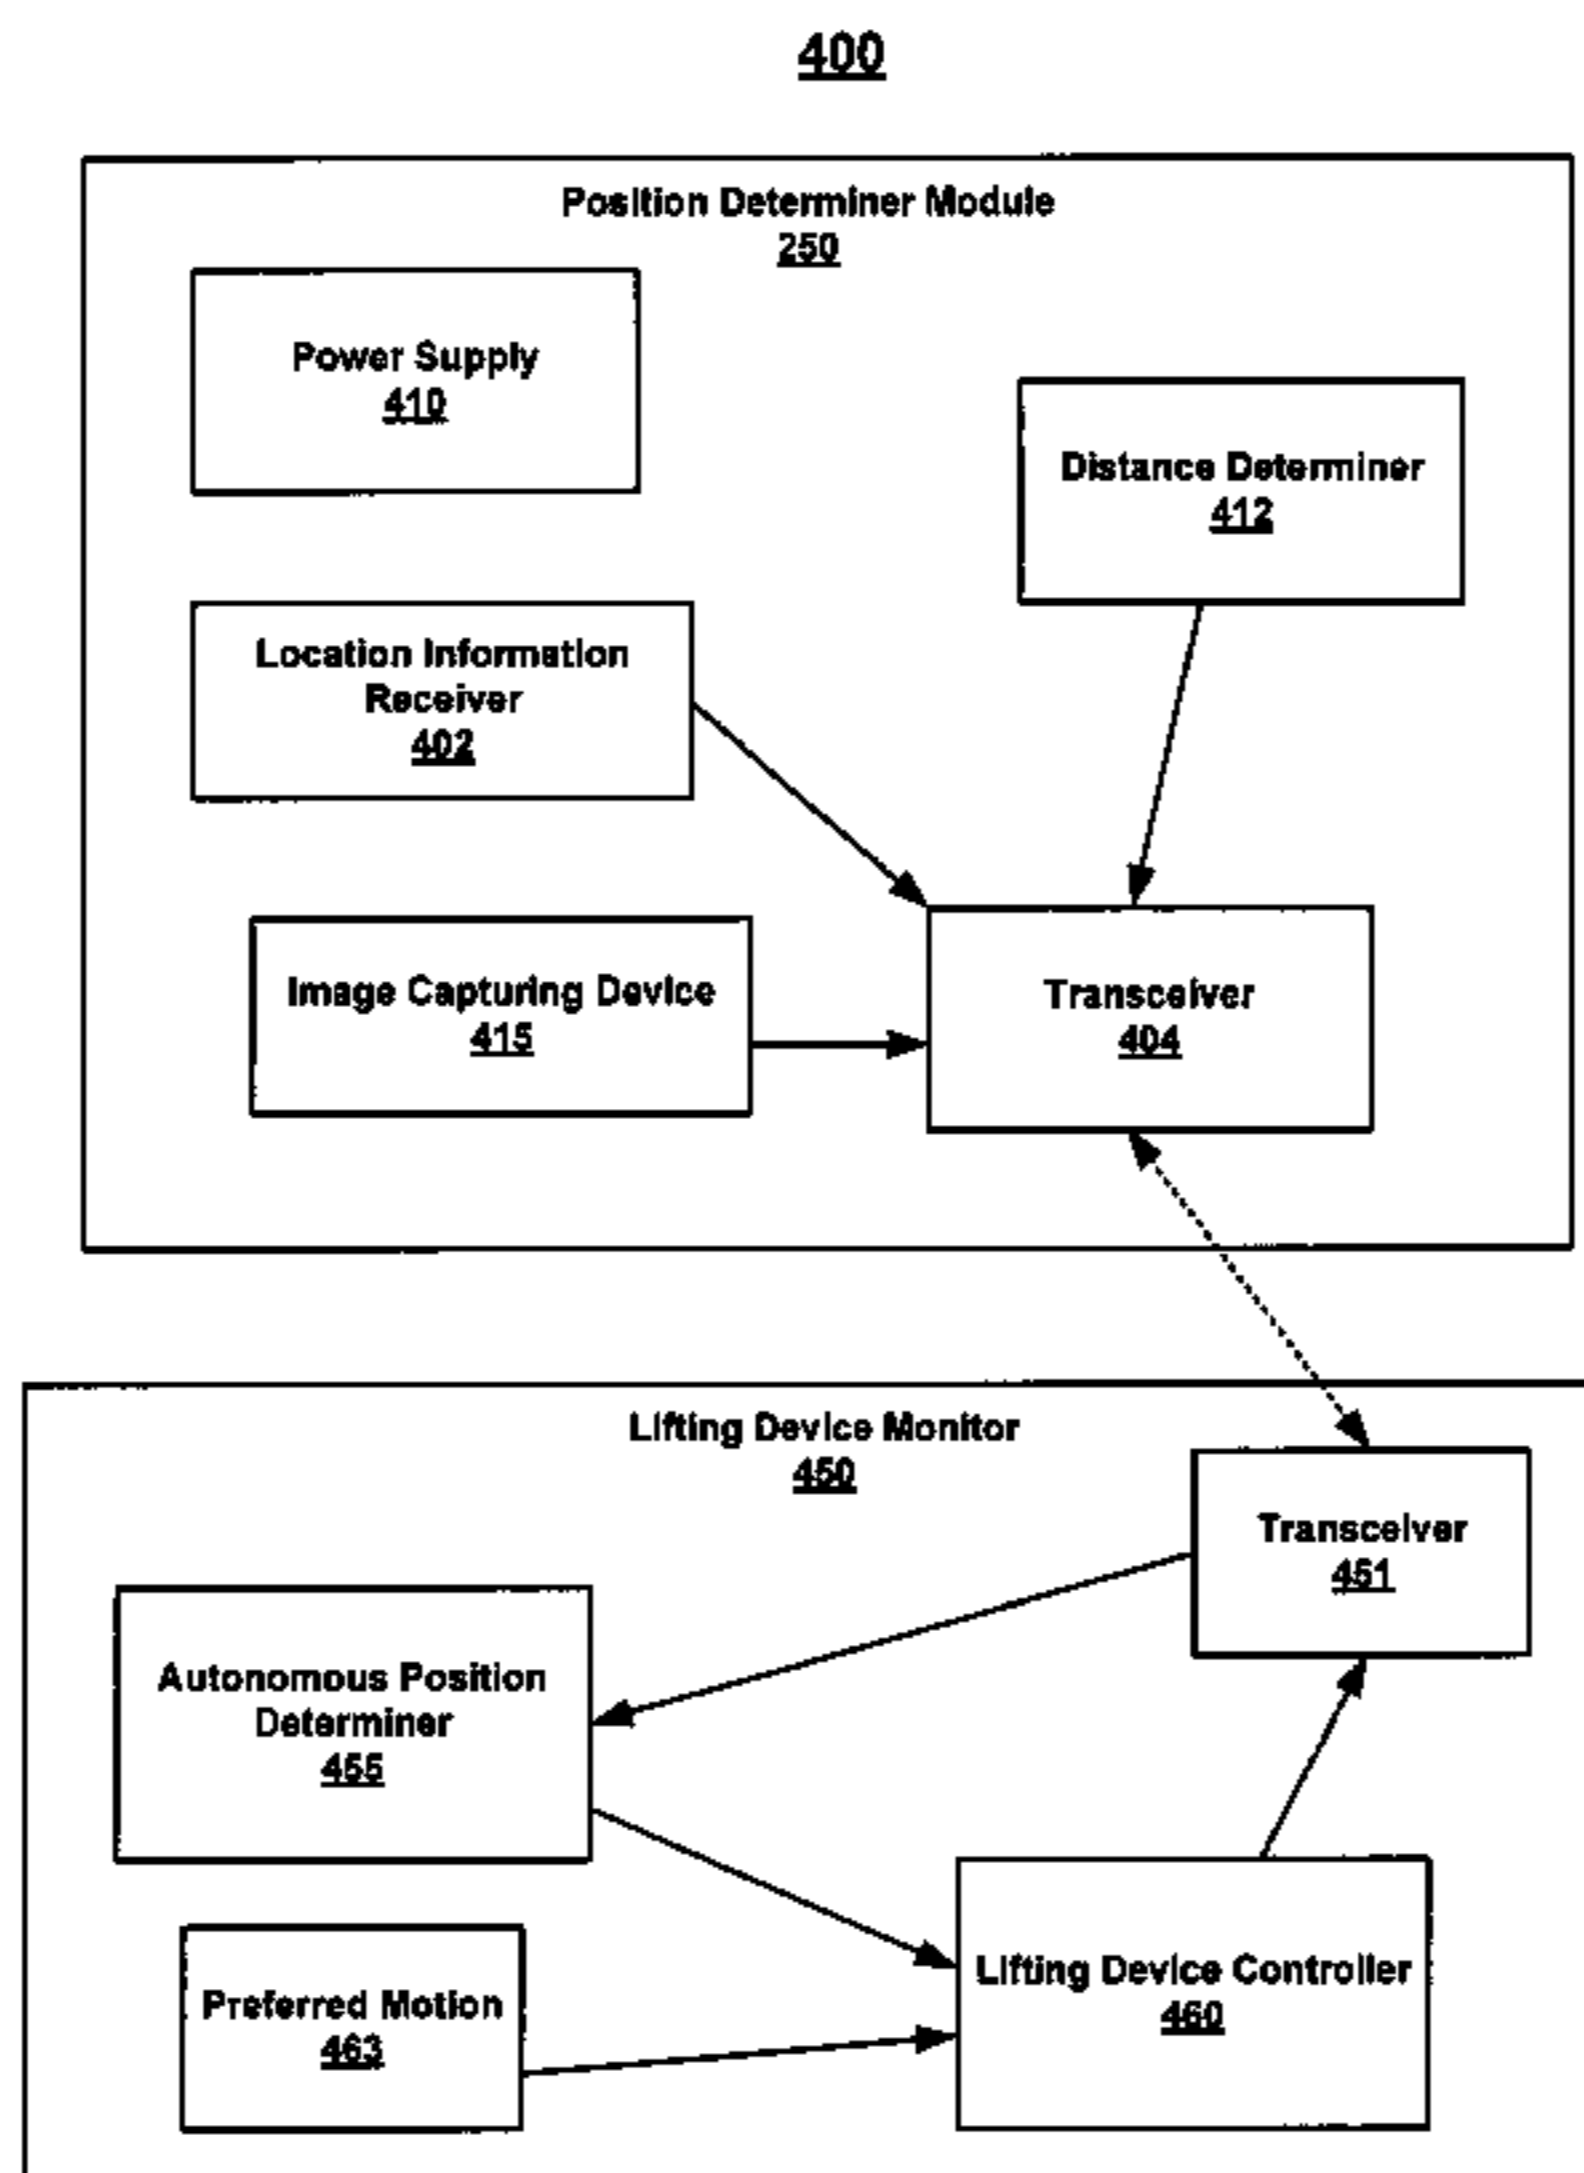 400
Position Determiner Module
250
Power Supply
410
Distance Determiner
412
Location Information
Receiver
402
Image Capturing Device
415
Transceiver
404
Lifting Device Monitor
450
Transceiver
451
Autonomous Position
Determiner
455
Lifting Device Controller
460
Preferred Motion
463